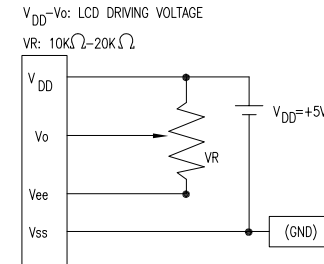 VDD-Vo: LCD DRIVING VOLTAGE
VR: 10KΩ-20KΩ
VDD
VDD=+5V
Vo
VR
Vee
Vss
(GND)